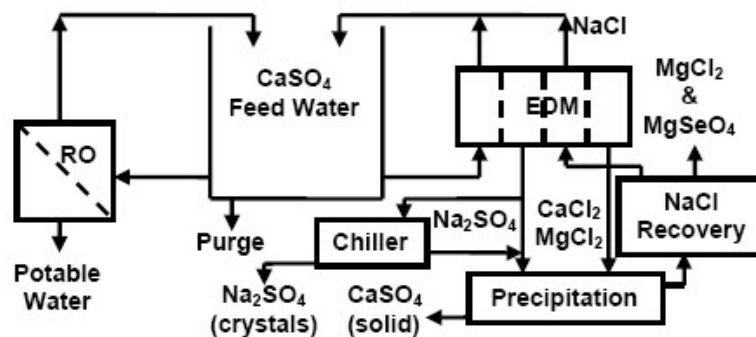 NaCl
CaSO₄
Feed Water
MgCl₂
&
MgSeO₄
EDM
RO
NaCl
Recovery
Na₂SO₄
CaCl₂
MgCl₂
Purge
Chiller
Potable
Water
Na₂SO₄
(crystals)
CaSO₄
(solid)
Precipitation